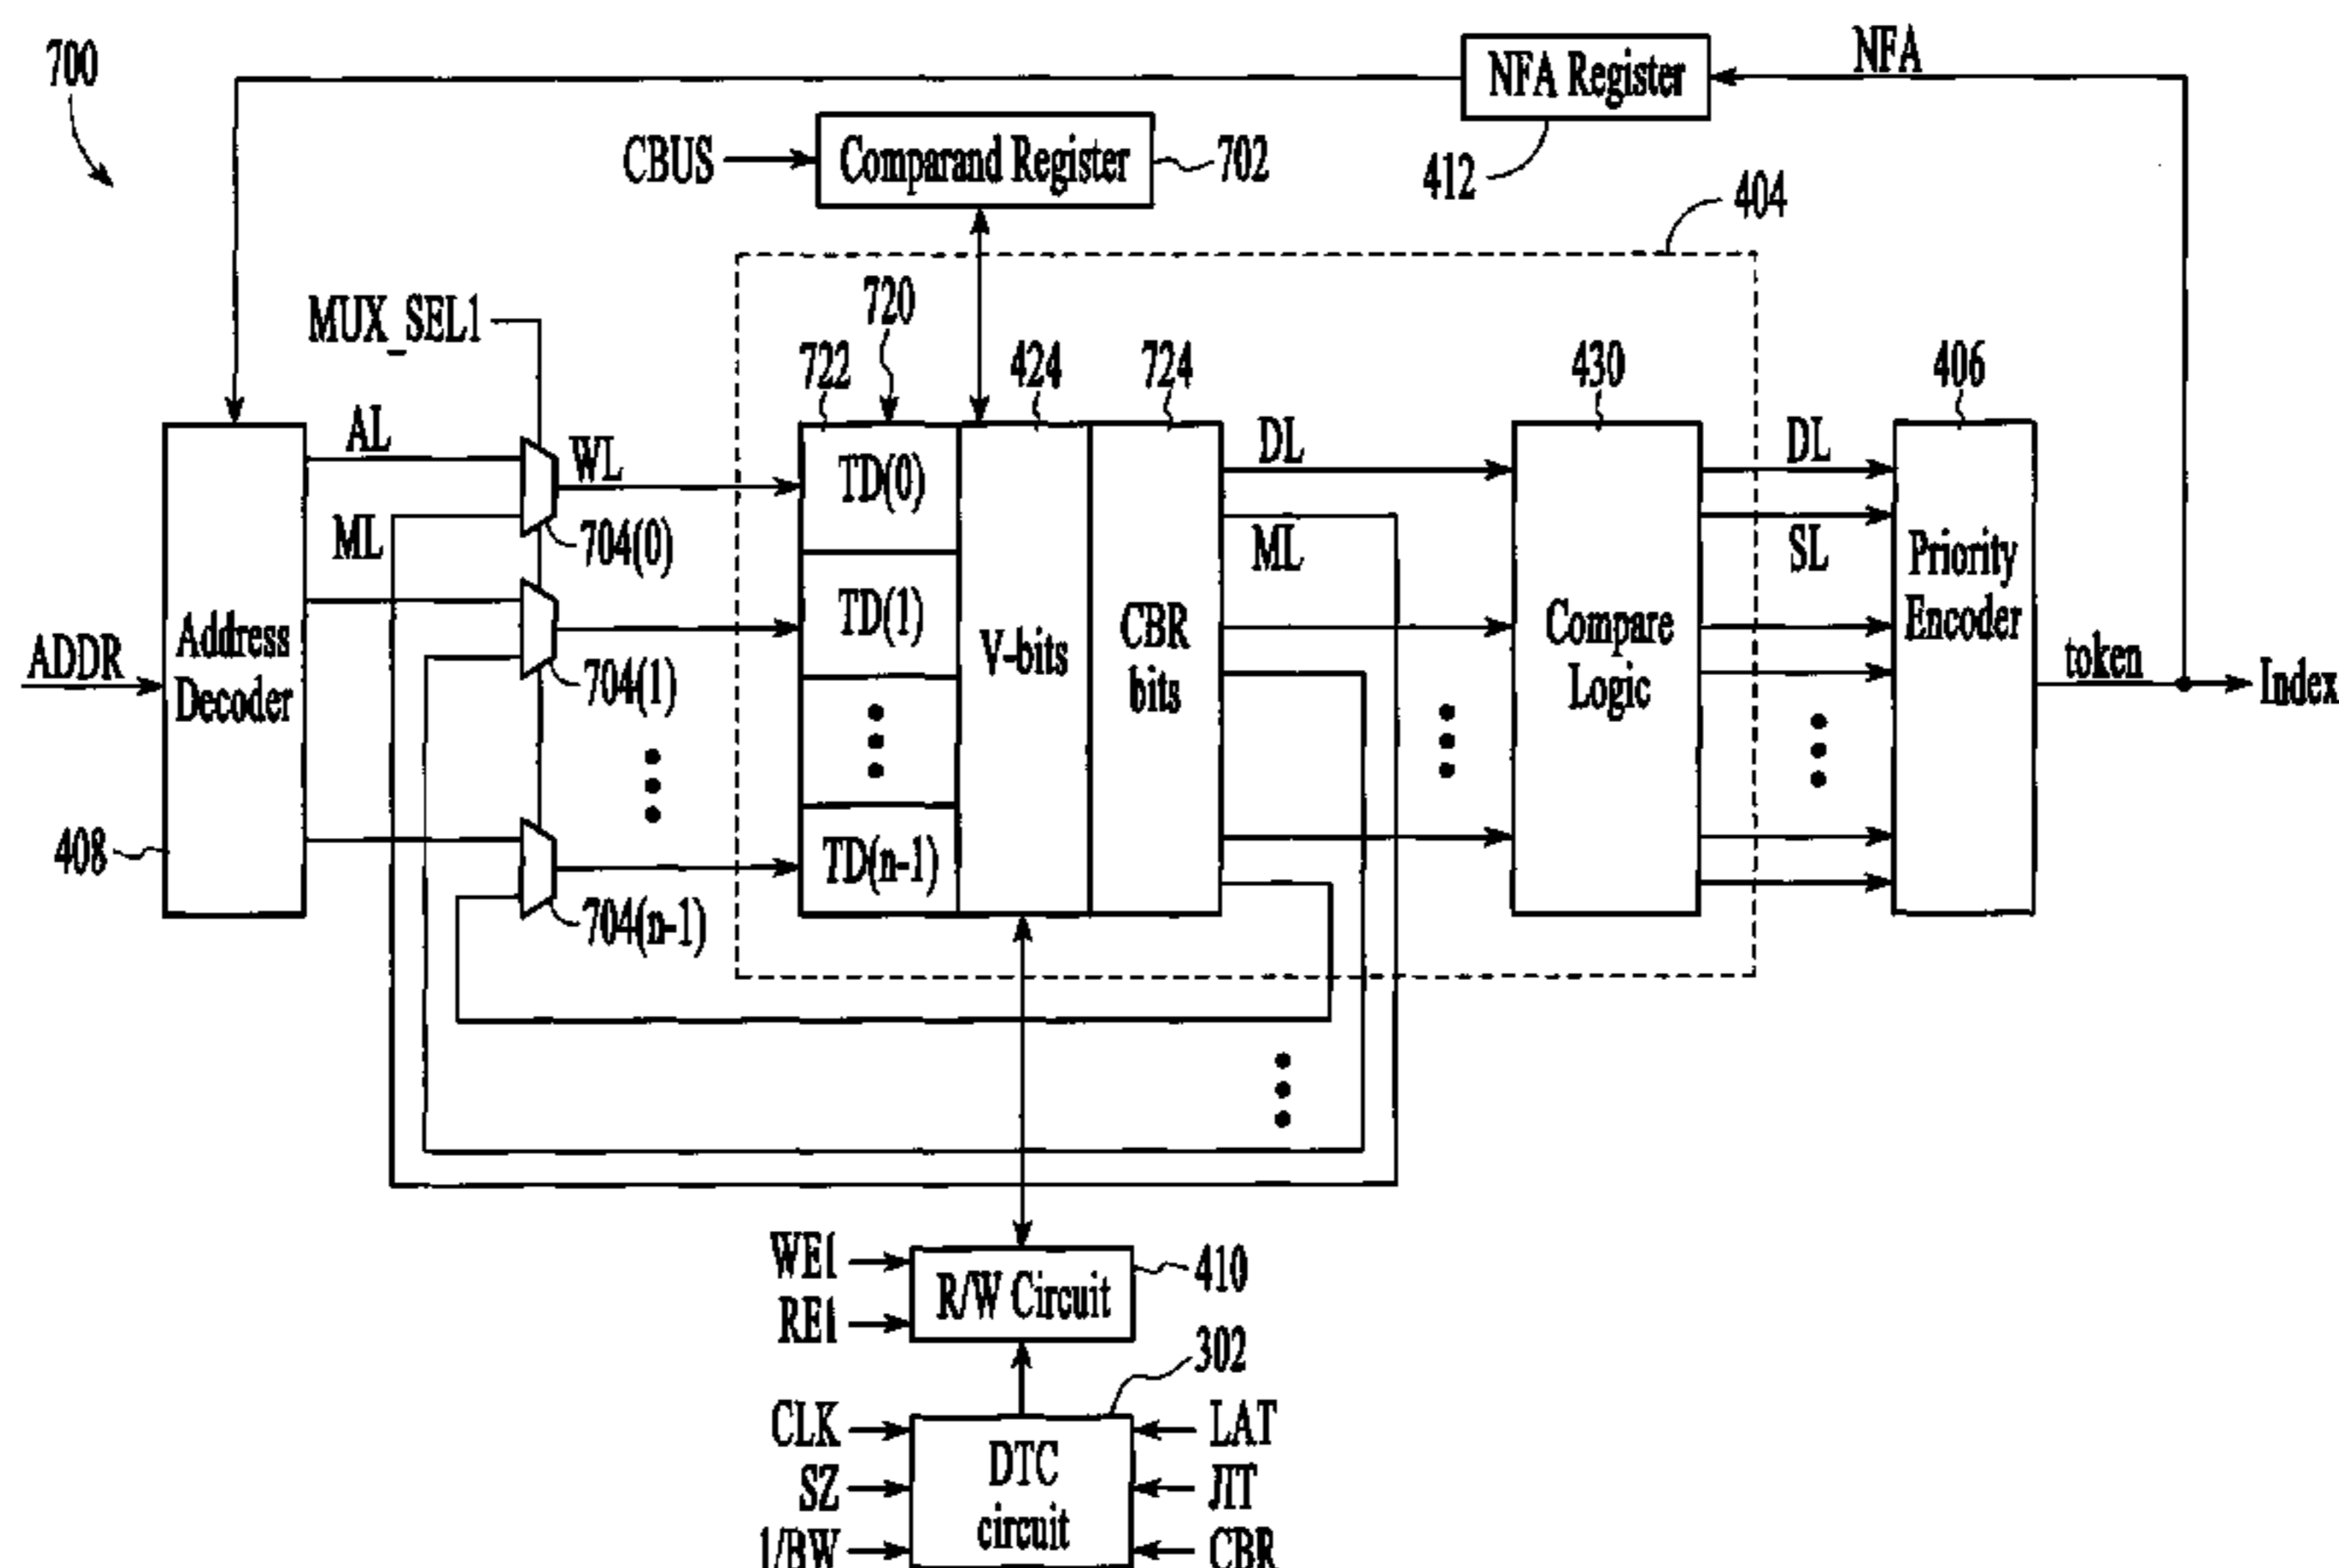 700
NFA Register
NFA
412
CBUS
Comparand Register
702
404
MUX_SEL1
720
722
424
724
430
406
AL
WL
ML
704(0)
TD(0)
TD(1)
TD(n-1)
V-bits
CBR
bits
DL
ML
Compare
Logic
DL
SL
Priority
Encoder
token
Index
ADDR
Address
Decoder
408
704(1)
704(n-1)
WE1
RE1
R/W Circuit
410
302
CLK
SZ
1/BW
DTC
circuit
LAT
JIT
CBR